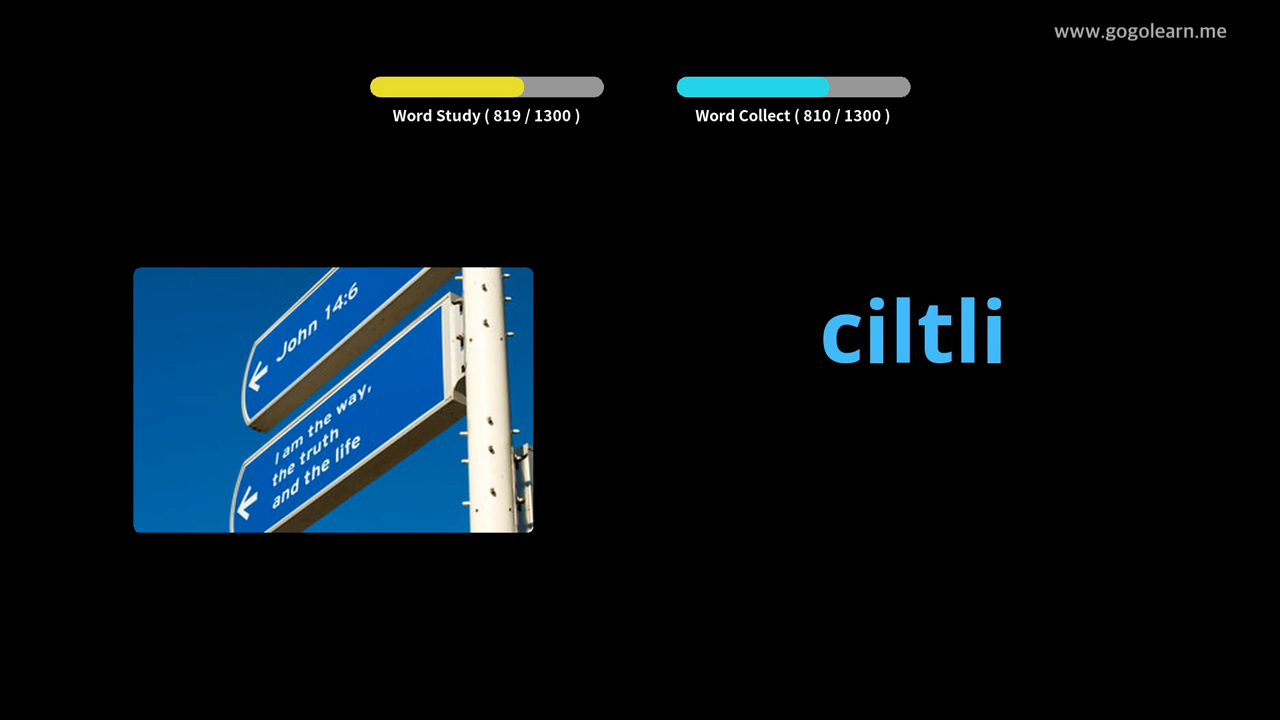 www.gogolearn.me
Word Study ( 819 / 1300 )
Word Collect ( 810 / 1300 )
John 14:6
I am the way,
the truth
and the life
ciltli